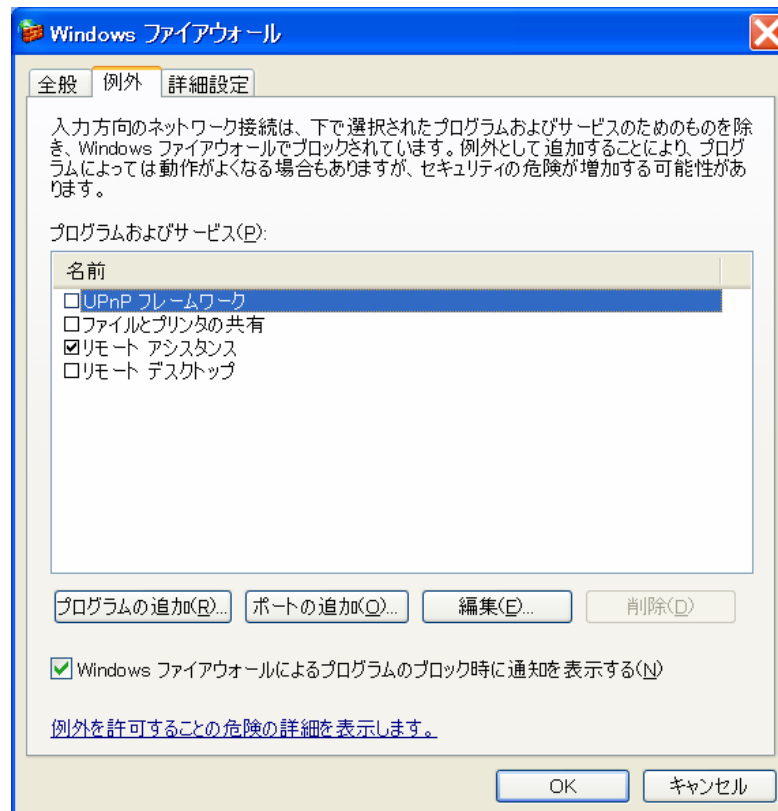 Windows ファイアウォール
全般 例外 詳細設定
入力方向のネットワーク接続は、下で選択されたプログラムおよびサービスのためのものを除
き、Windows ファイアウォールでブロックされています。例外として追加することにより、プログ
ラムによっては動作がよくなる場合もありますが、セキュリティの危険が増加する可能性があ
ります。
プログラムおよびサービス(P):
名前
UPnP フレームワーク
ファイルとプリンタの共有
リモート アシスタンス
リモート デスクトップ
プログラムの追加(R)... ポートの追加(O)... 編集(E)... 削除(D)
Windows ファイアウォールによるプログラムのブロック時に通知を表示する(N)
例外を許可することの危険の詳細を表示します。
OK キャンセル